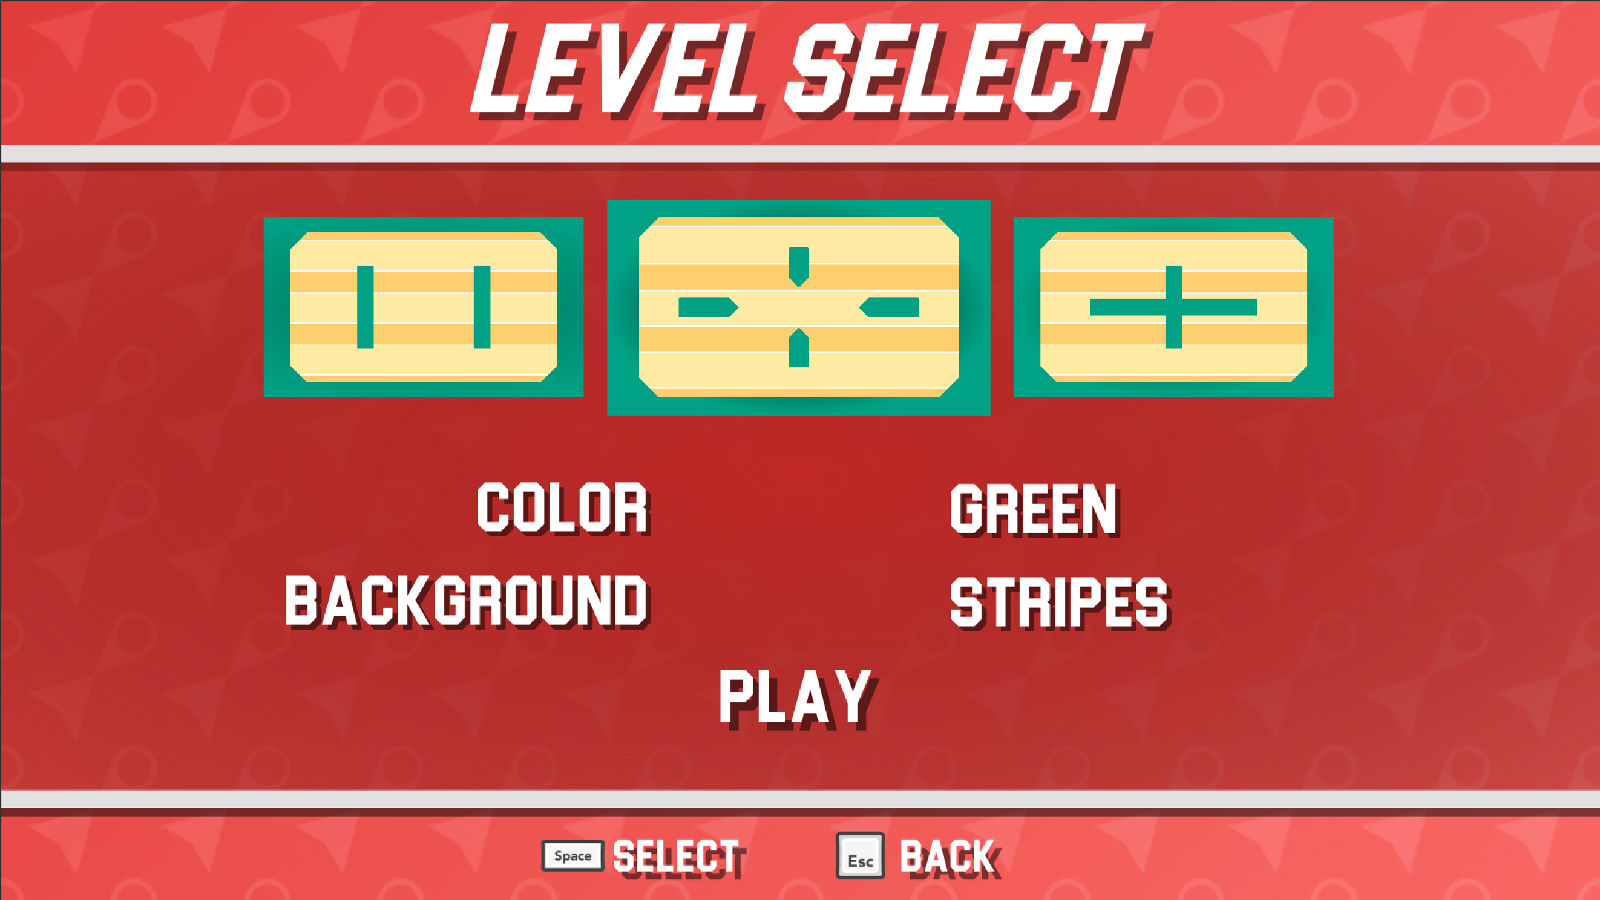 LEVEL SELECT
COLOR GREEN
BACKGROUND STRIPES
PLAY
Space SELECT Esc BACK